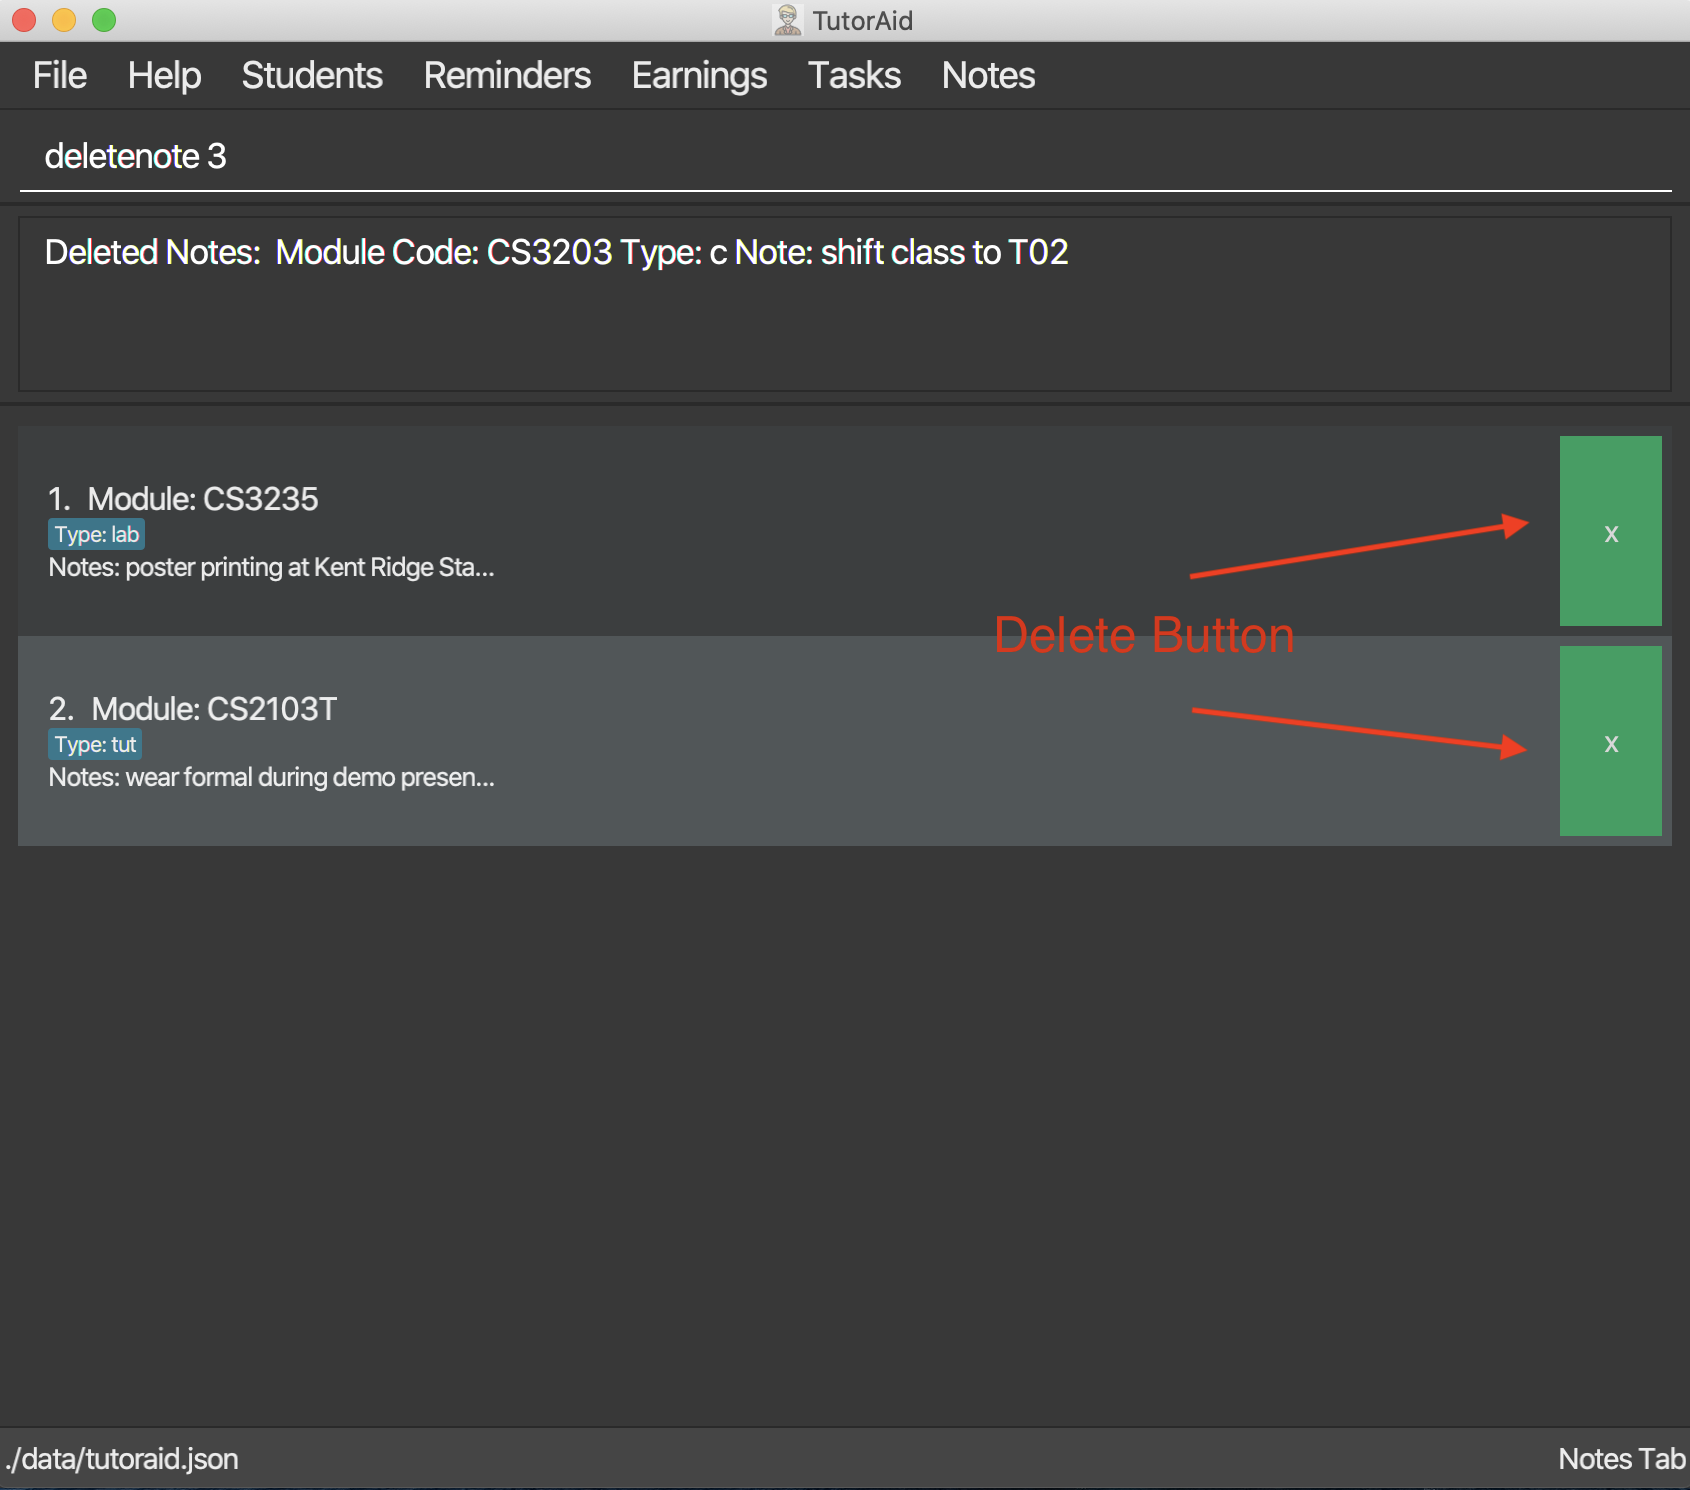 TutorAid
File Help Students Reminders Earnings Tasks Notes
deletenote 3
Deleted Notes:  Module Code: CS3203 Type: c Note: shift class to T02
1.  Module: CS3235
Type: lab
Notes: poster printing at Kent Ridge Sta...
x
Delete Button
2.  Module: CS2103T
Type: tut
Notes: wear formal during demo presen...
x
./data/tutoraid.json
Notes Tab